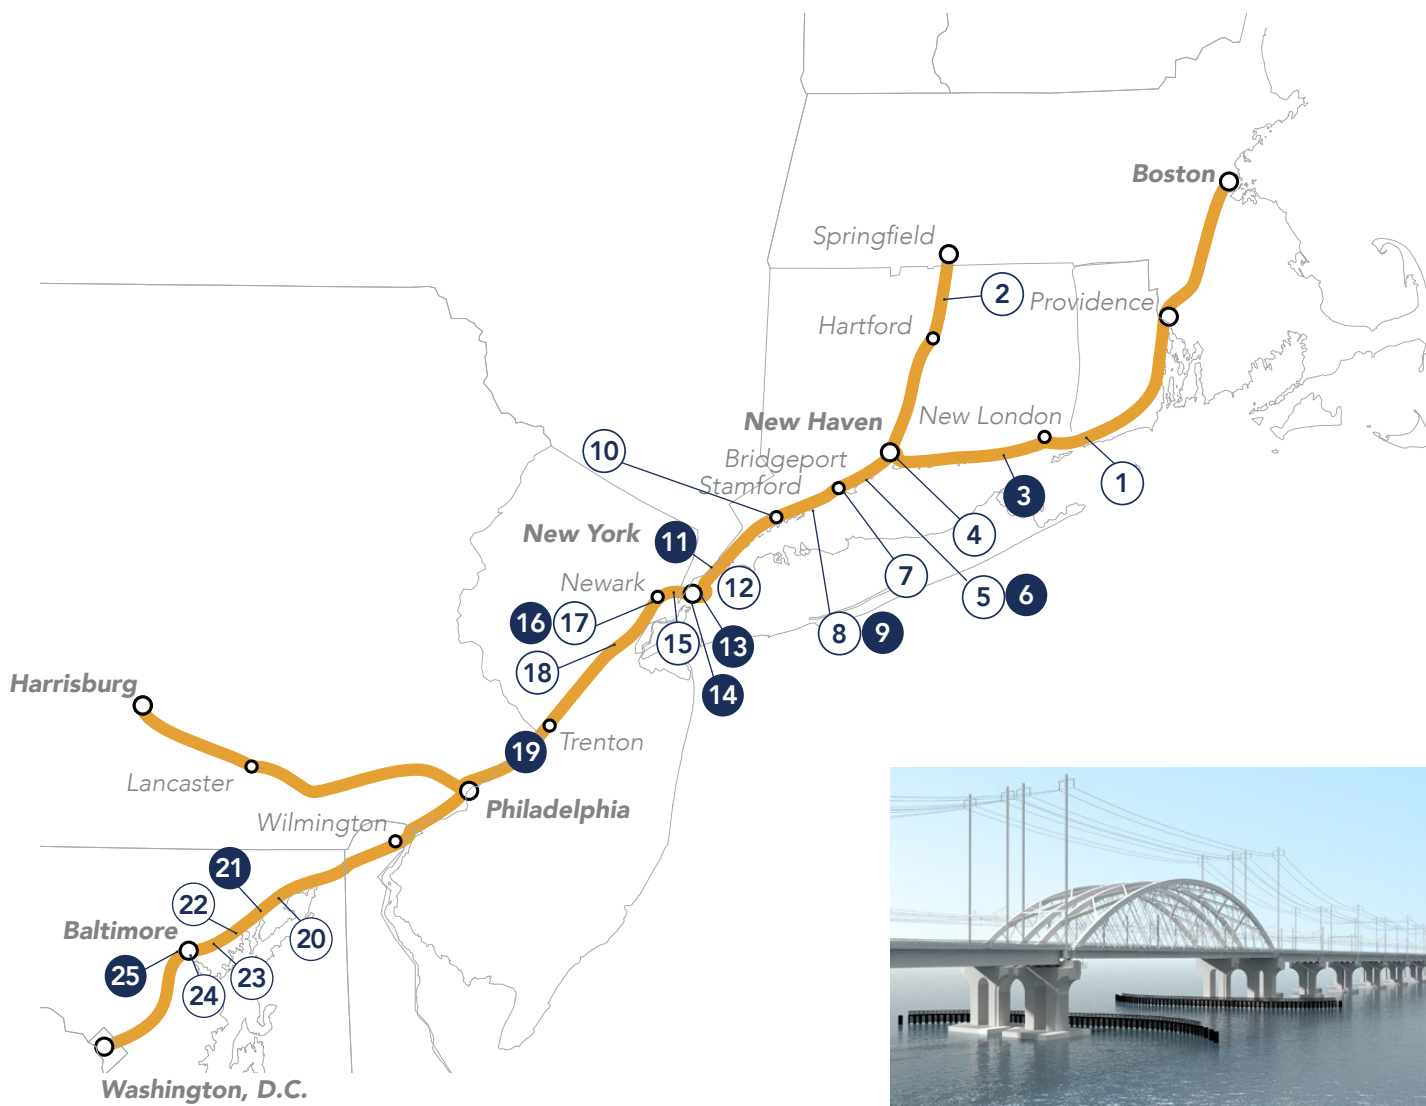 Boston
Springfield
2
Providence
Hartford
New Haven
New London
10
Bridgeport
Stamford
3
1
New York
11
4
Newark
12
7
5
6
16
17
15
13
8
9
18
14
Harrisburg
19
Trenton
Lancaster
Philadelphia
Wilmington
21
22
20
Baltimore
25
23
24
Washington, D.C.